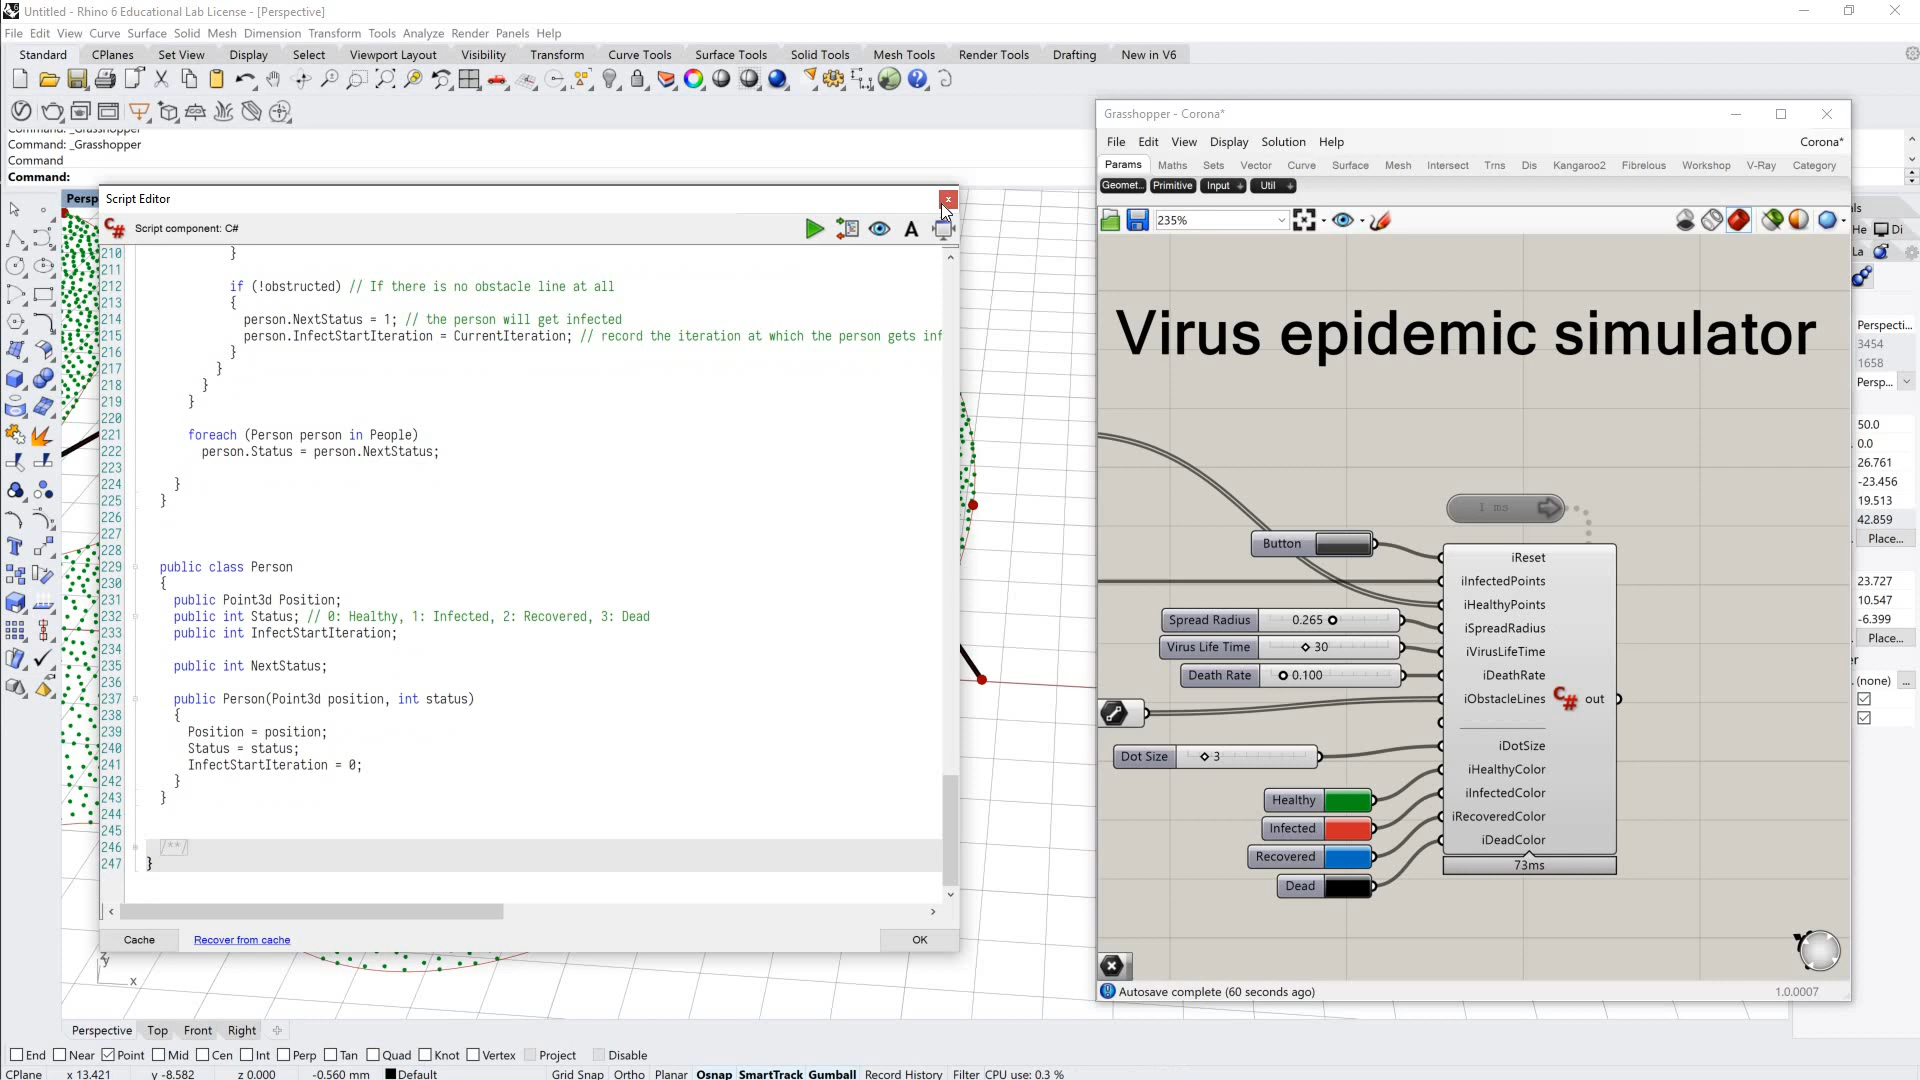 Untitled - Rhino 6 Educational Lab License - [Perspective]
File Edit View Curve Surface Solid Mesh Dimension Transform Tools Analyze Render Panels Help
Standard CPlanes Set View Display Select Viewport Layout Visibility Transform Curve Tools Surface Tools Solid Tools Mesh Tools Render Tools Drafting New in V6
Command: _Grasshopper
Command: _Grasshopper
Command
Command:
Persp
Script Editor
Script component: C#
210 }
211
212 if (!obstructed) // If there is no obstacle line at all
213 {
214 person.NextStatus = 1; // the person will get infected
215 person.InfectStartIteration = CurrentIteration; // record the iteration at which the person gets inf
216 }
217 }
218 }
219 }
220
221 foreach (Person person in People)
222 person.Status = person.NextStatus;
223
224 }
225 }
226
227
228
229 public class Person
230 {
231 public Point3d Position;
232 public int Status; // 0: Healthy, 1: Infected, 2: Recovered, 3: Dead
233 public int InfectStartIteration;
234
235 public int NextStatus;
236
237 public Person(Point3d position, int status)
238 {
239 Position = position;
240 Status = status;
241 InfectStartIteration = 0;
242 }
243 }
244
245
246 /**/
247 }
Cache Recover from cache OK
Grasshopper - Corona*
File Edit View Display Solution Help Corona*
Params Maths Sets Vector Curve Surface Mesh Intersect Trns Dis Kangaroo2 Fibrelous Workshop V-Ray Category
Geomet... Primitive Input + Util +
235%
Virus epidemic simulator
1 ms
Button
iReset
iInfectedPoints
iHealthyPoints
Spread Radius 0.265
iSpreadRadius
Virus Life Time 30
iVirusLifeTime
Death Rate 0.100
iDeathRate
iObstacleLines C# out
Dot Size 3
iDotSize
iHealthyColor
Healthy
iInfectedColor
Infected
iRecoveredColor
Recovered
iDeadColor
Dead
73ms
Autosave complete (60 seconds ago) 1.0.0007
ls
He Di
La
Perspecti...
3454
1658
Persp...
50.0
0.0
26.761
-23.456
19.513
42.859
Place...
23.727
10.547
-6.399
Place...
(none) ...
z y x
Perspective Top Front Right
End Near Point Mid Cen Int Perp Tan Quad Knot Vertex Project Disable
CPlane x 13.421 y -8.582 z 0.000 -0.560 mm Default Grid Snap Ortho Planar Osnap SmartTrack Gumball Record History Filter CPU use: 0.3 %